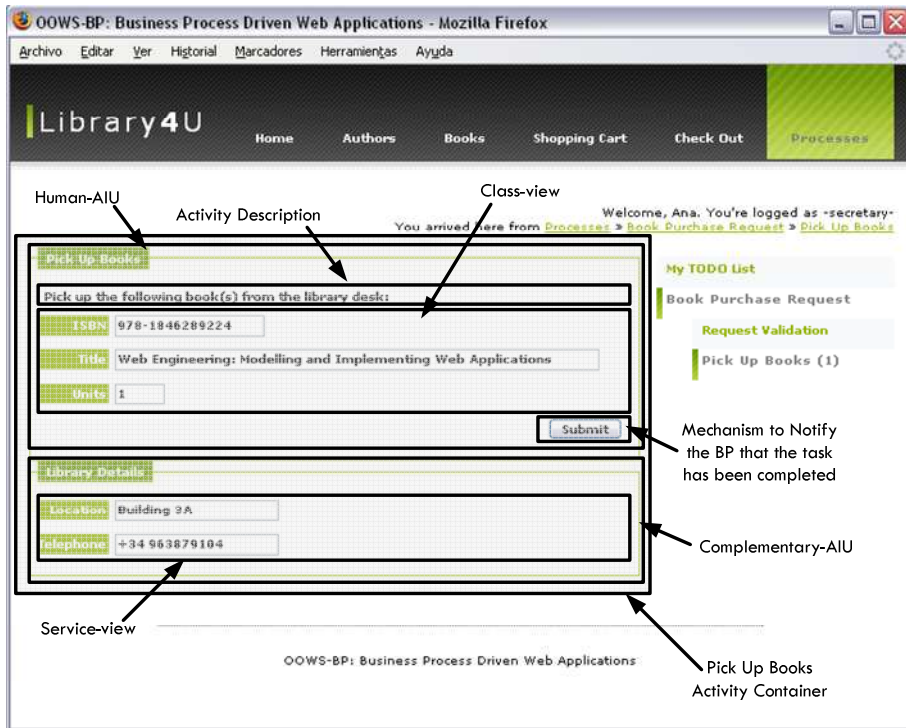 OOWS-BP: Business Process Driven Web Applications - Mozilla Firefox
Archivo Editar Ver Historial Marcadores Herramientas Ayuda
Library4U
Home Authors Books Shopping Cart Check Out Processes
Human-AIU
Activity Description
Class-view
Welcome, Ana. You're logged as -secretary-
You arrived here from Processes » Book Purchase Request » Pick Up Books
Pick Up Books
Pick up the following book(s) from the library desk:
ISBN 978-1846289224
Title Web Engineering: Modelling and Implementing Web Applications
Units 1
Submit
My TODO List
Book Purchase Request
Request Validation
Pick Up Books (1)
Mechanism to Notify
the BP that the task
has been completed
Library Details
Location Building 3A
Telephone +34 963879104
Complementary-AIU
Service-view
OOWS-BP: Business Process Driven Web Applications
Pick Up Books
Activity Container